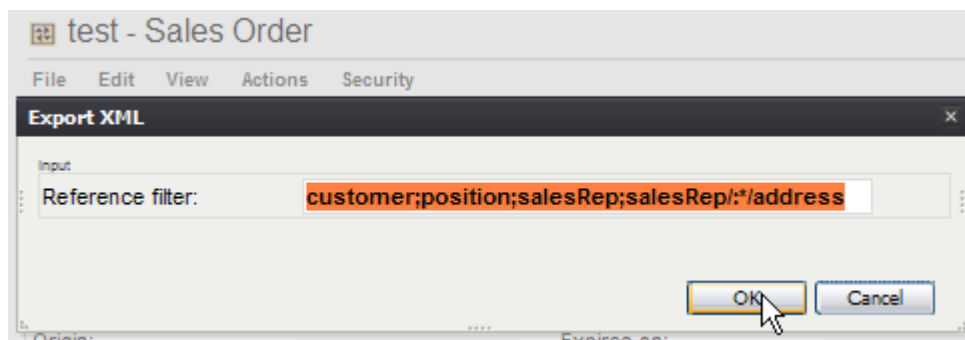 test - Sales Order
File Edit View Actions Security
Export XML
Input
Reference filter: customer;position;salesRep;salesRep/:*/address
OK Cancel
Origin: Expires on: